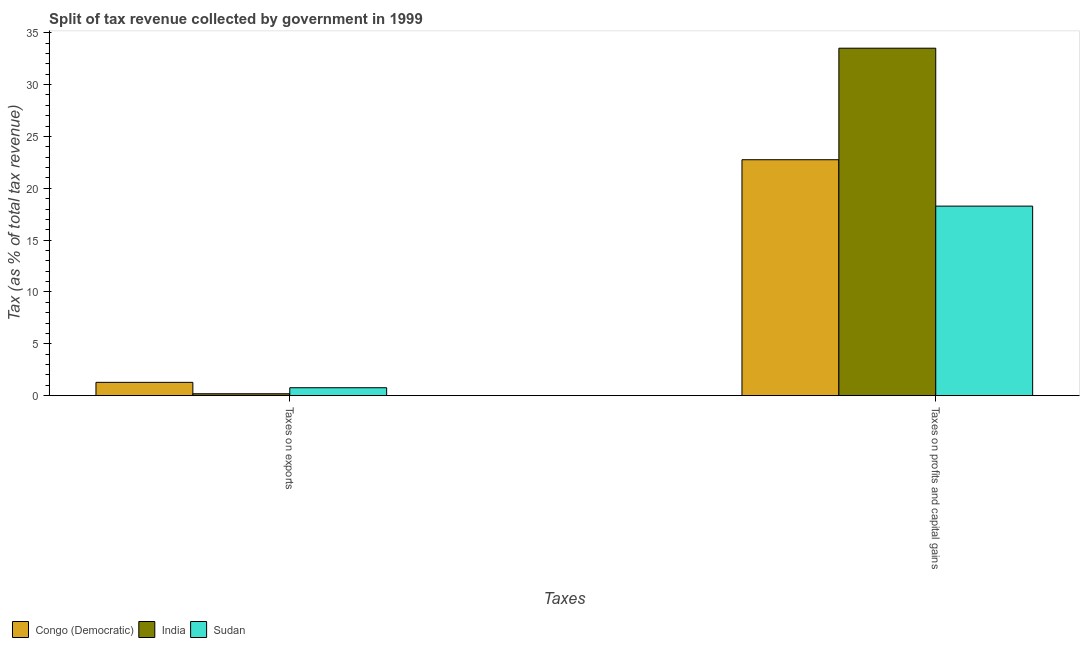 Split of tax revenue collected by government in 1999
Tax (as % of total tax revenue)
35
30
25
20
15
10
5
0
Taxes on exports
Taxes on profits and capital gains
Taxes
Congo (Democratic)
India
Sudan